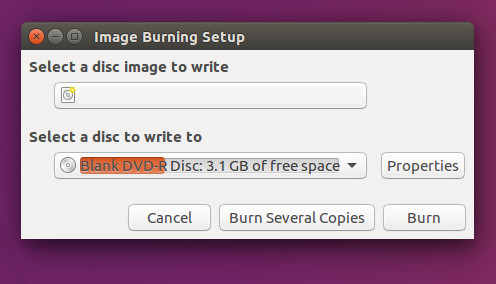 Image Burning Setup
Select a disc image to write
Select a disc to write to
Blank DVD-R Disc: 3.1 GB of free space
Properties
Cancel
Burn Several Copies
Burn